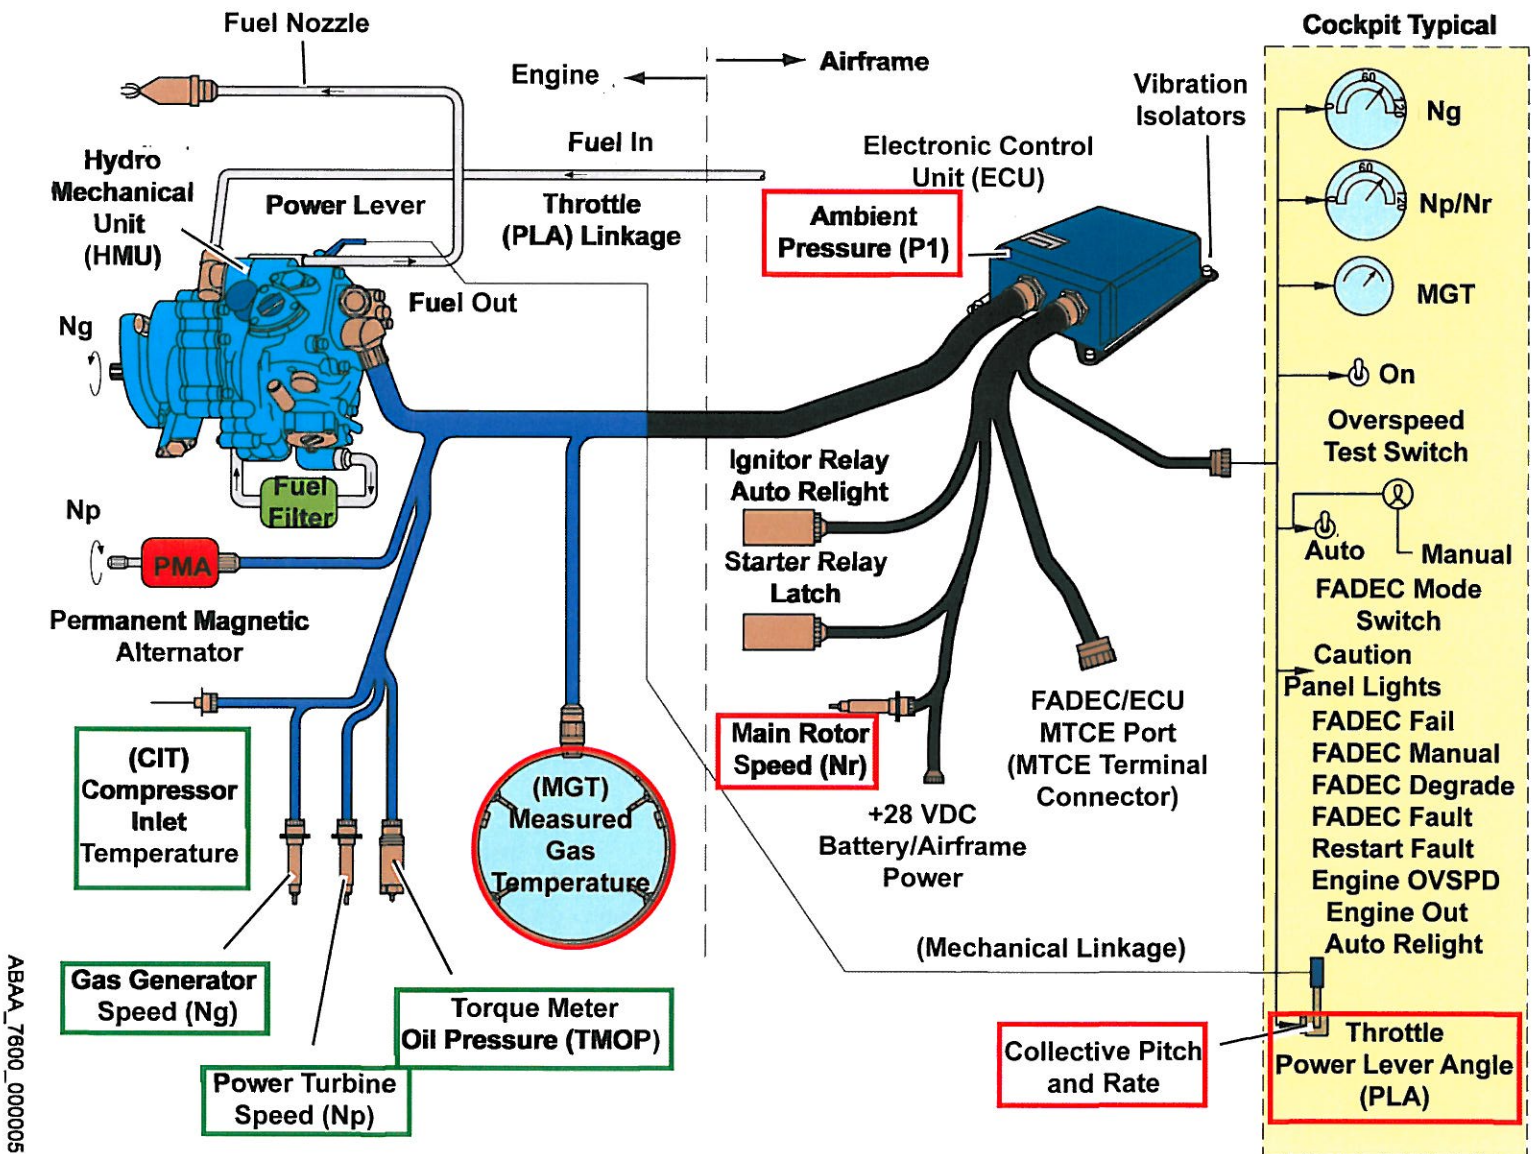 Fuel Nozzle
Engine
Airframe
Cockpit Typical
Vibration
Isolators
Fuel In
Electronic Control
Unit (ECU)
Hydro
Mechanical
Unit
(HMU)
Power Lever
Throttle
(PLA) Linkage
Ambient
Pressure (P1)
Fuel Out
Ng
Fuel
Filter
Np
PMA
Permanent Magnetic
Alternator
Ignitor Relay
Auto Relight
Starter Relay
Latch
Main Rotor
Speed (Nr)
+28 VDC
Battery/Airframe
Power
FADEC/ECU
MTCE Port
(MTCE Terminal
Connector)
(CIT)
Compressor
Inlet
Temperature
(MGT)
Measured
Gas
Temperature
Gas Generator
Speed (Ng)
Power Turbine
Speed (Np)
Torque Meter
Oil Pressure (TMOP)
(Mechanical Linkage)
Collective Pitch
and Rate
0
60
120
Ng
0
60
120
Np/Nr
MGT
On
Overspeed
Test Switch
Auto
Manual
FADEC Mode
Switch
Caution
Panel Lights
FADEC Fail
FADEC Manual
FADEC Degrade
FADEC Fault
Restart Fault
Engine OVSPD
Engine Out
Auto Relight
Throttle
Power Lever Angle
(PLA)
ABAA_7600_000005